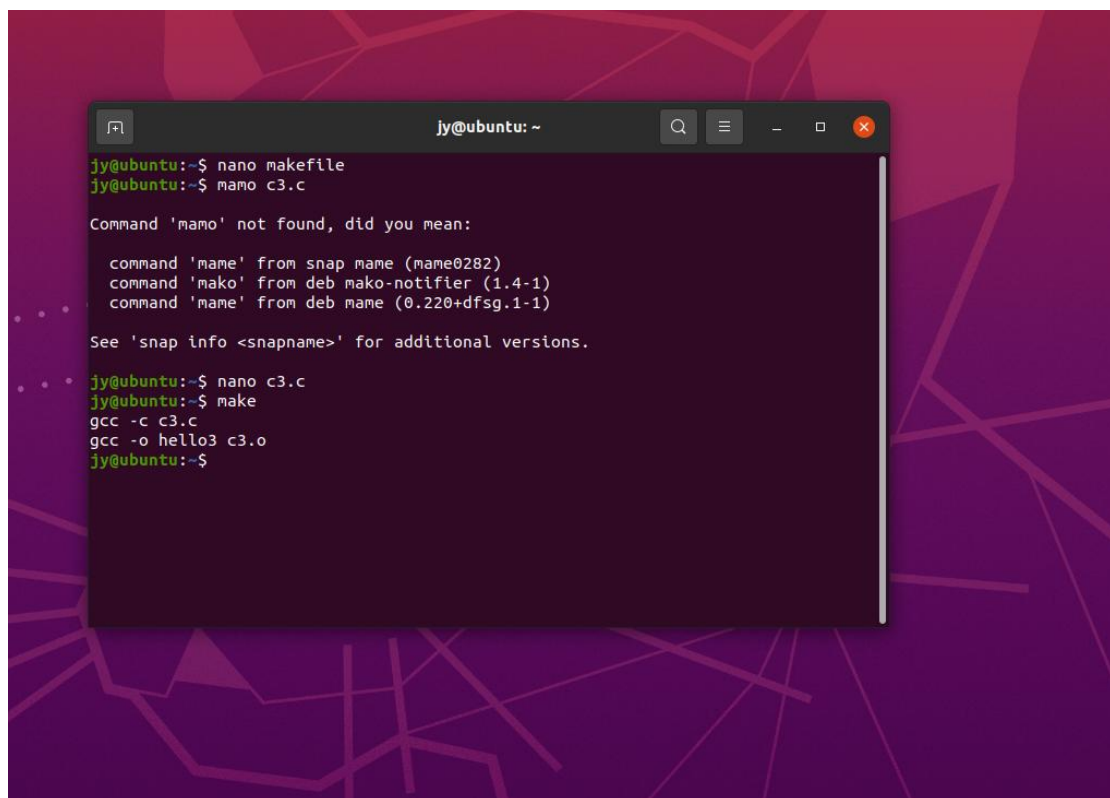 jy@ubuntu: ~
jy@ubuntu:~$ nano makefile
jy@ubuntu:~$ mamo c3.c
Command 'mamo' not found, did you mean:
command 'mame' from snap mame (mame0282)
command 'mako' from deb mako-notifier (1.4-1)
command 'mame' from deb mame (0.220+dfsg.1-1)
See 'snap info <snapname>' for additional versions.
jy@ubuntu:~$ nano c3.c
jy@ubuntu:~$ make
gcc -c c3.c
gcc -o hello3 c3.o
jy@ubuntu:~$